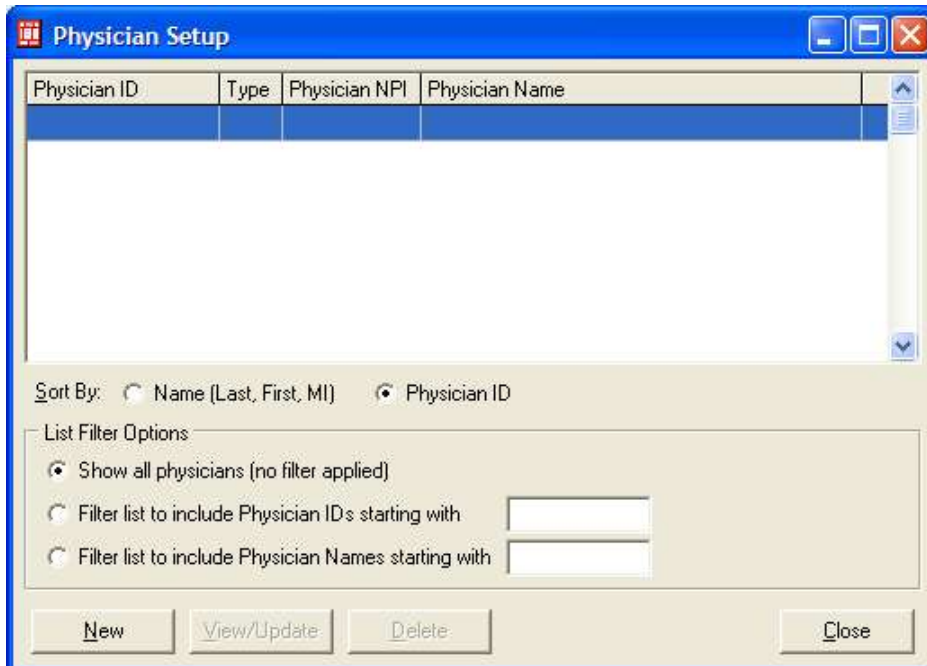 Physician Setup
Physician ID Type Physician NPI Physician Name
Sort By: Name (Last, First, MI) Physician ID
List Filter Options
Show all physicians (no filter applied)
Filter list to include Physician IDs starting with
Filter list to include Physician Names starting with
New View/Update Delete Close